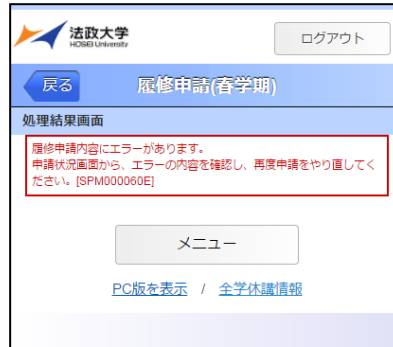 法政大学
HOSEI University
ログアウト
戻る
履修申請(春学期)
処理結果画面
履修申請内容にエラーがあります。
申請状況画面から、エラーの内容を確認し、再度申請をやり直してく
ださい。[SPM000060E]
メニュー
PC版を表示 / 全学休講情報